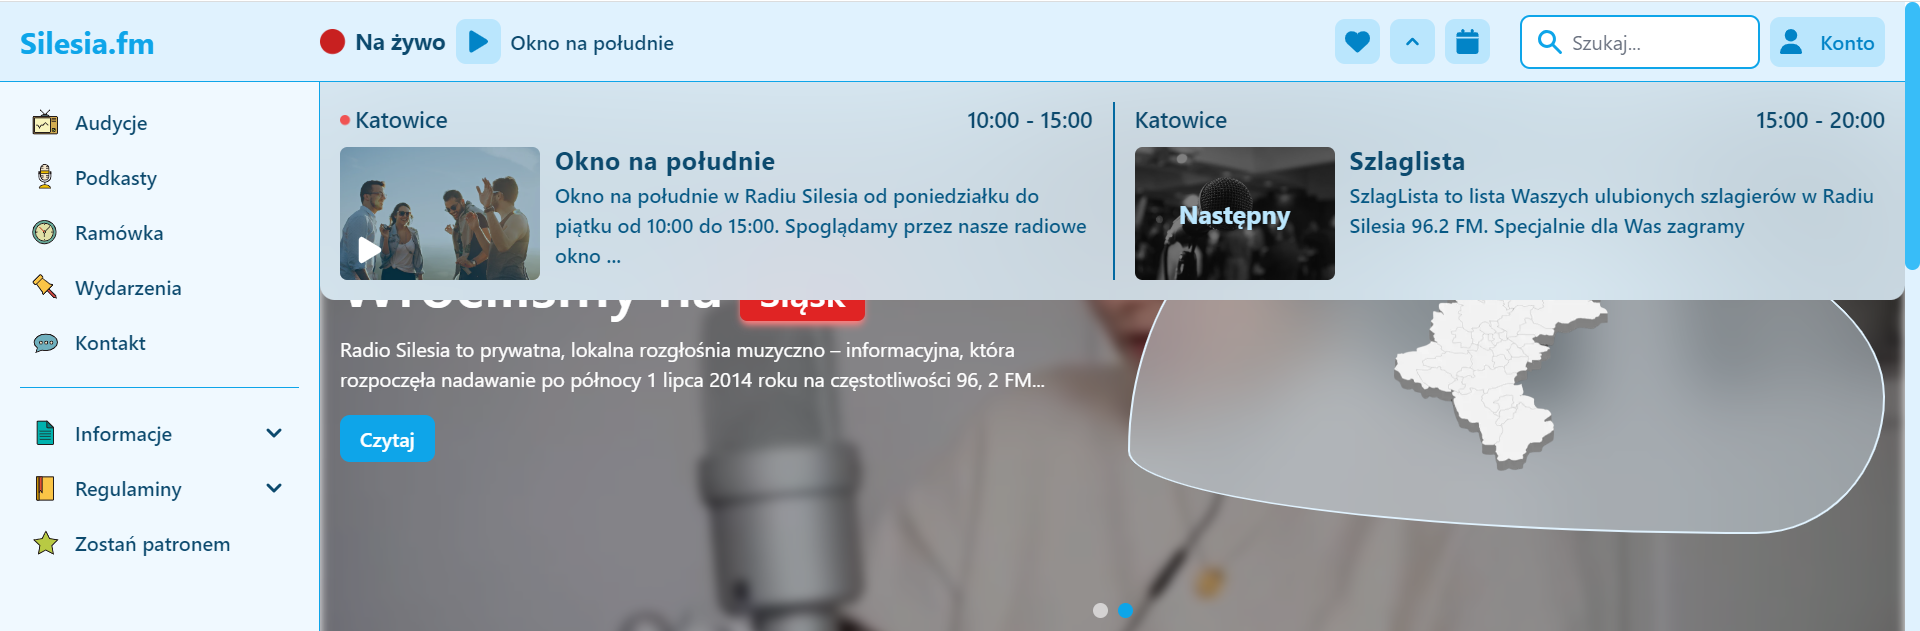 Silesia.fm
Na żywo
Okno na południe
Szukaj...
Konto
Audycje
Podkasty
Ramówka
Wydarzenia
Kontakt
Informacje
Regulaminy
Zostań patronem
Katowice
10:00 - 15:00
Okno na południe
Okno na południe w Radiu Silesia od poniedziałku do
piątku od 10:00 do 15:00. Spoglądamy przez nasze radiowe
okno ...
Katowice
15:00 - 20:00
Następny
Szlaglista
SzlagLista to lista Waszych ulubionych szlagierów w Radiu
Silesia 96.2 FM. Specjalnie dla Was zagramy
Wróciliśmy na Śląsk
Radio Silesia to prywatna, lokalna rozgłośnia muzyczno – informacyjna, która
rozpoczęła nadawanie po północy 1 lipca 2014 roku na częstotliwości 96, 2 FM...
Czytaj